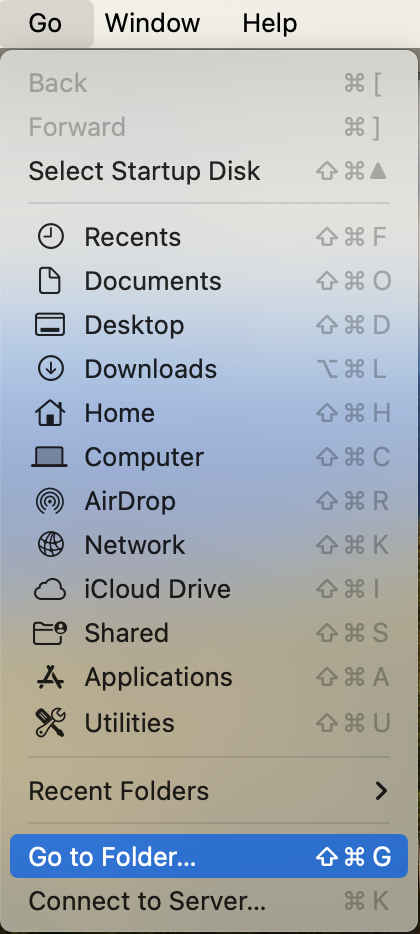 Go Window Help
Back ⌘ [
Forward ⌘ ]
Select Startup Disk ⇧ ⌘ ▲
Recents ⇧ ⌘ F
Documents ⇧ ⌘ O
Desktop ⇧ ⌘ D
Downloads ⌥ ⌘ L
Home ⇧ ⌘ H
Computer ⇧ ⌘ C
AirDrop ⇧ ⌘ R
Network ⇧ ⌘ K
iCloud Drive ⇧ ⌘ I
Shared ⇧ ⌘ S
Applications ⇧ ⌘ A
Utilities ⇧ ⌘ U
Recent Folders >
Go to Folder... ⇧ ⌘ G
Connect to Server... ⌘ K